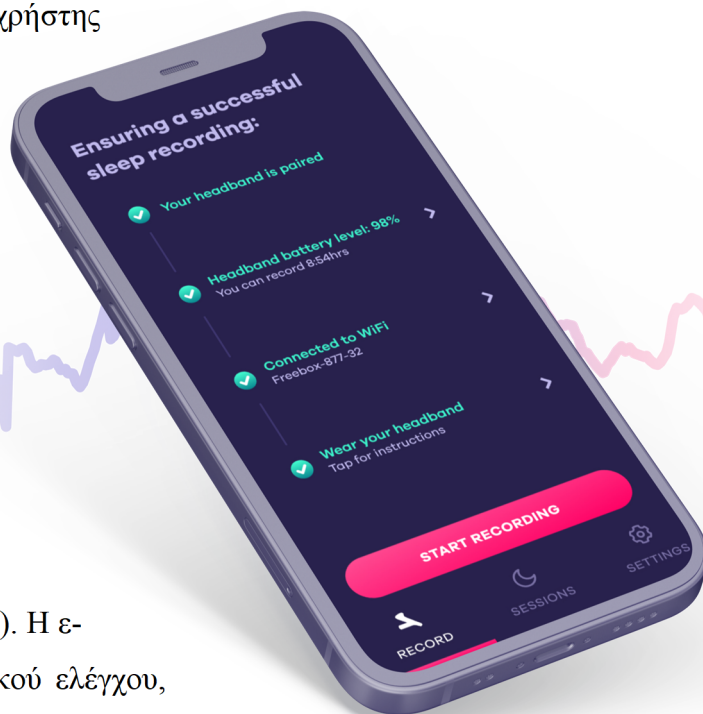 χρήστης
Ensuring a successful
sleep recording:
Your headband is paired
Headband battery level: 98%
You can record 8:54hrs
Connected to WiFi
Freebox-877-32
Wear your headband
Tap for instructions
START RECORDING
RECORD
SESSIONS
SETTINGS
). Η ε-
κού ελέγχου,